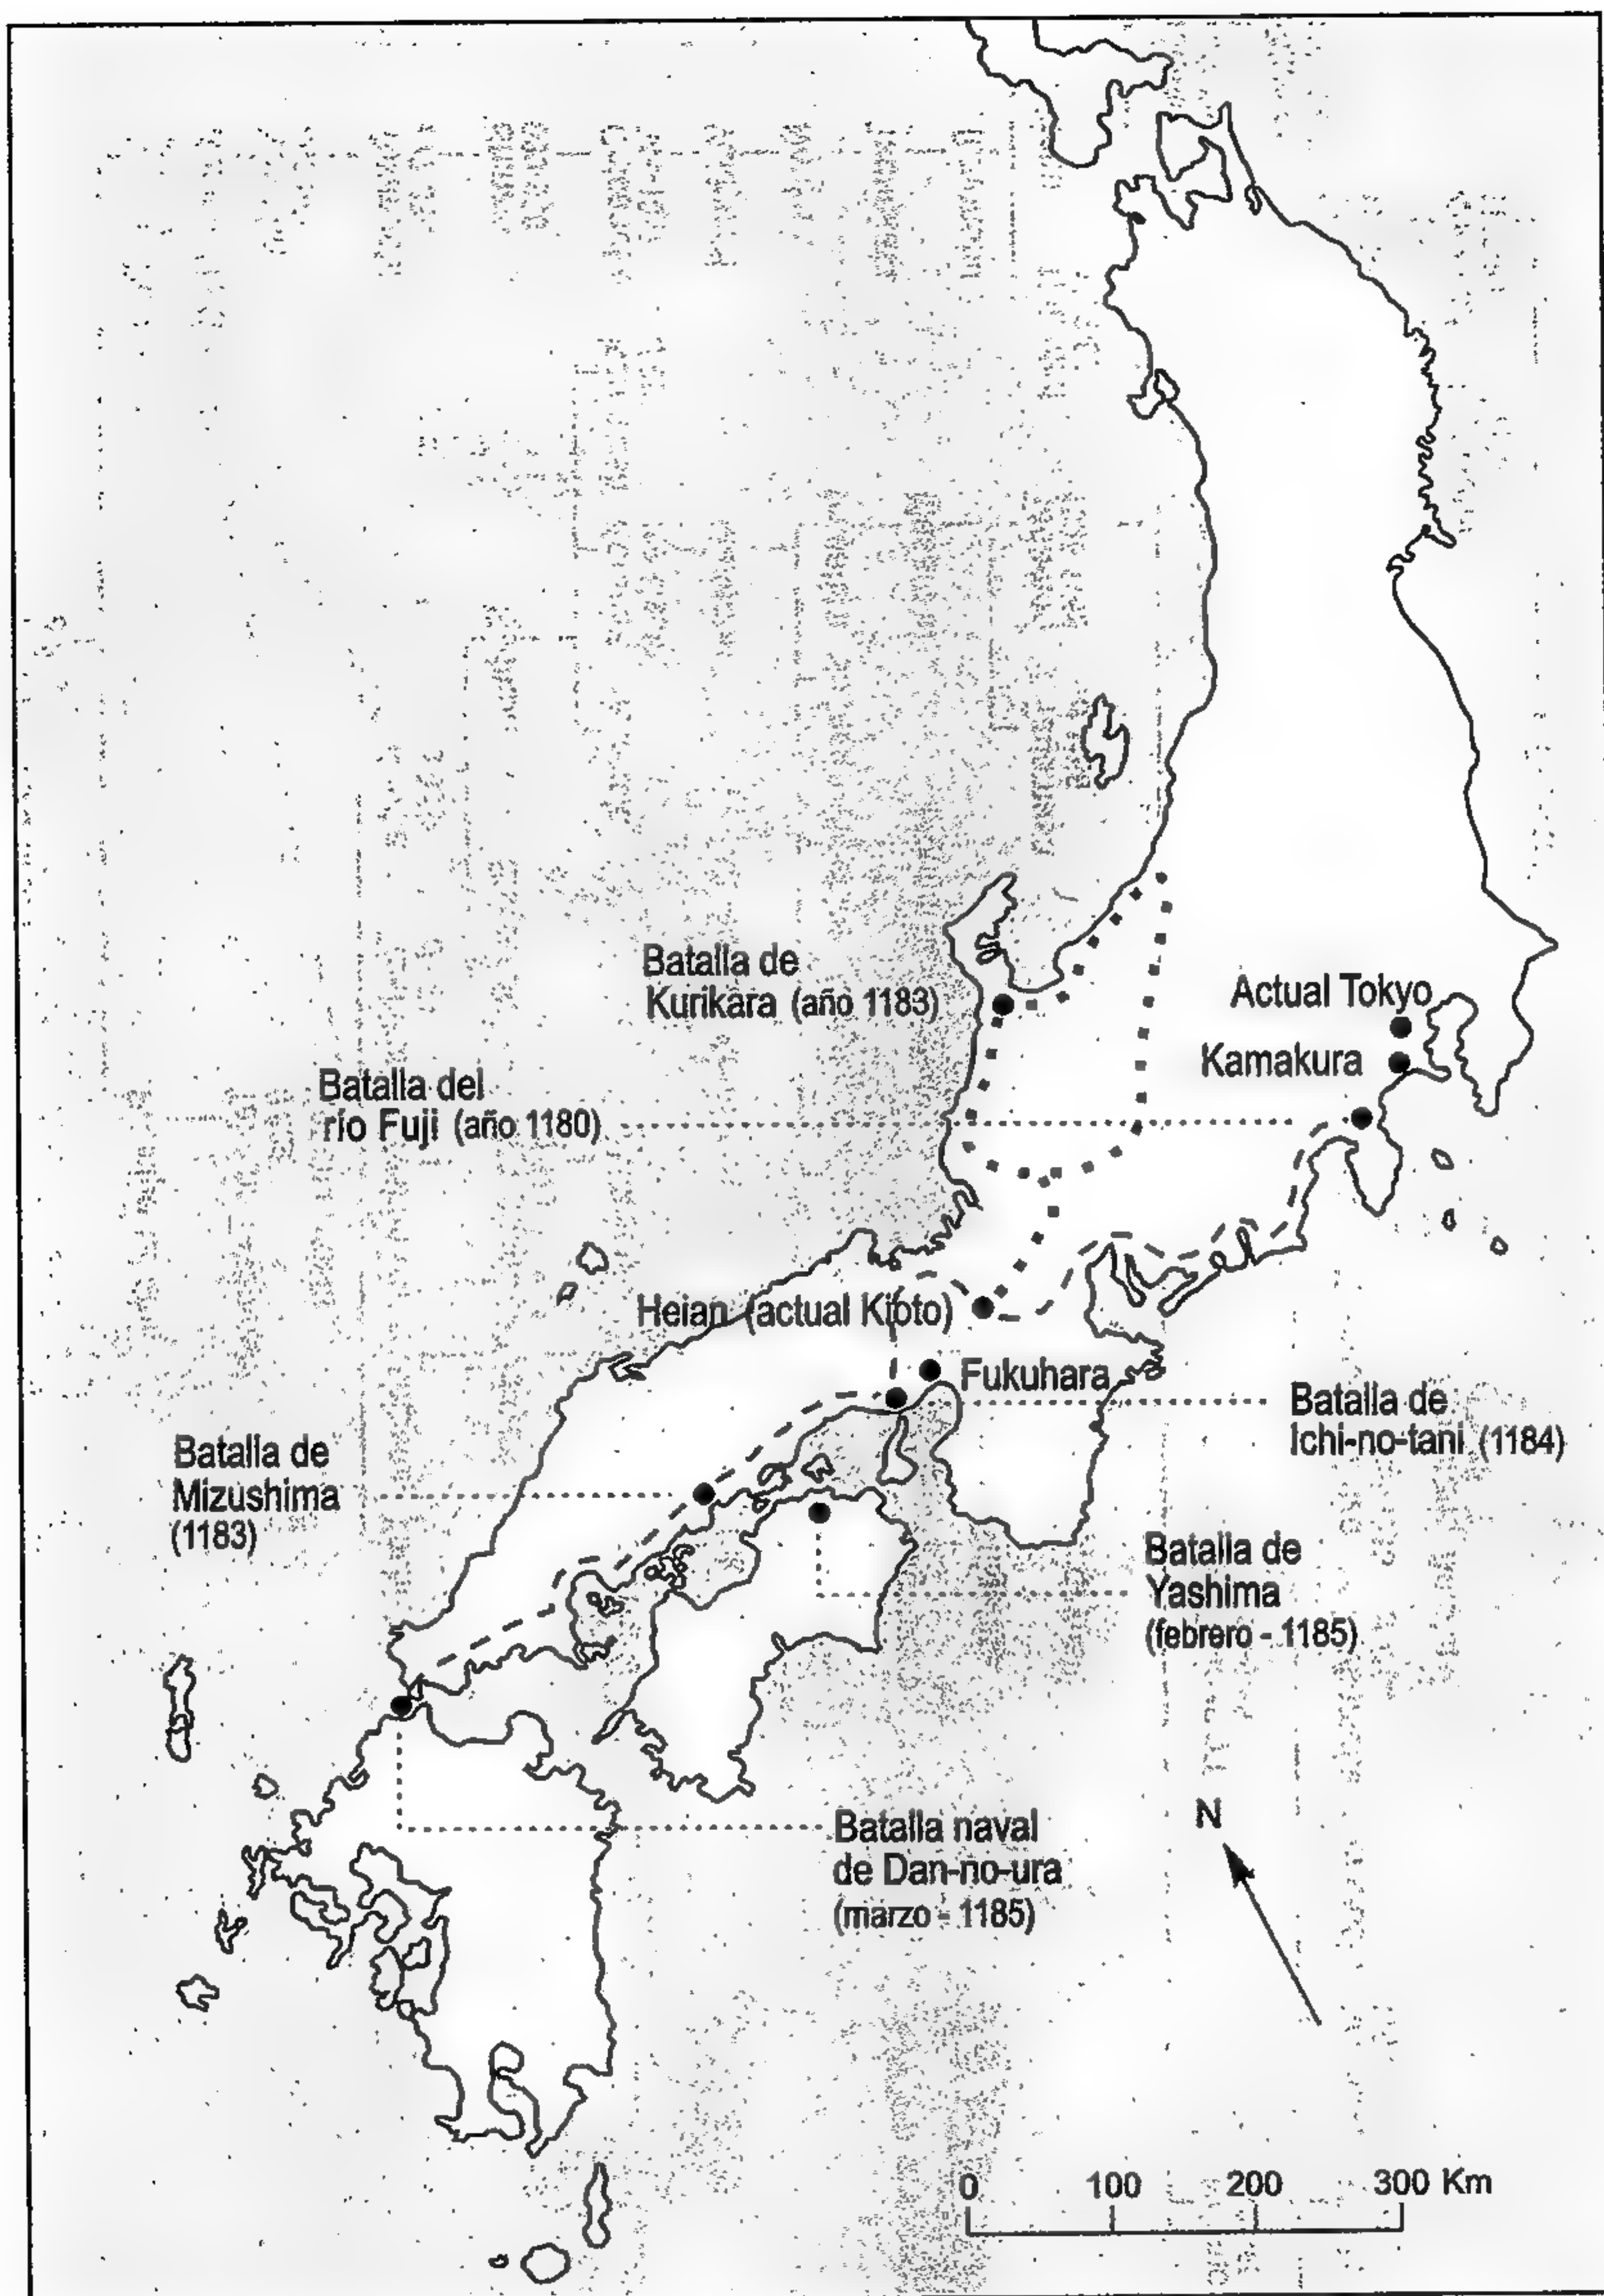 Batalla de
Kurikara (año 1183)
Actual Tokyo
Kamakura
Batalla del
río Fuji (año 1180)
Heian (actual Kioto)
Fukuhara
Batalla de
Ichi-no-tani (1184)
Batalla de
Mizushima
(1183)
Batalla de
Yashima
(febrero - 1185)
Batalla naval
de Dan-no-ura
(marzo - 1185)
N
0 100 200 300 Km